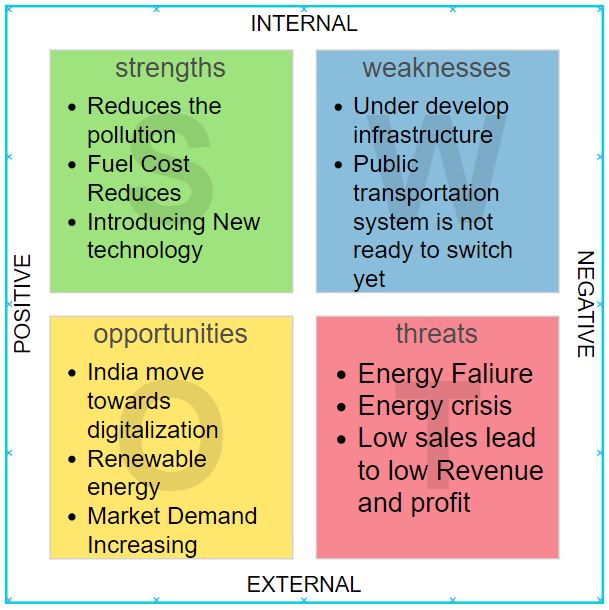 INTERNAL
strengths
• Reduces the
pollution
• Fuel Cost
Reduces
• Introducing New
technology
S
weaknesses
• Under develop
infrastructure
• Public
transportation
system is not
ready to switch
yet
W
POSITIVE
NEGATIVE
opportunities
• India move
towards
digitalization
• Renewable
energy
• Market Demand
Increasing
O
threats
• Energy Faliure
• Energy crisis
• Low sales lead
to low Revenue
and profit
T
EXTERNAL